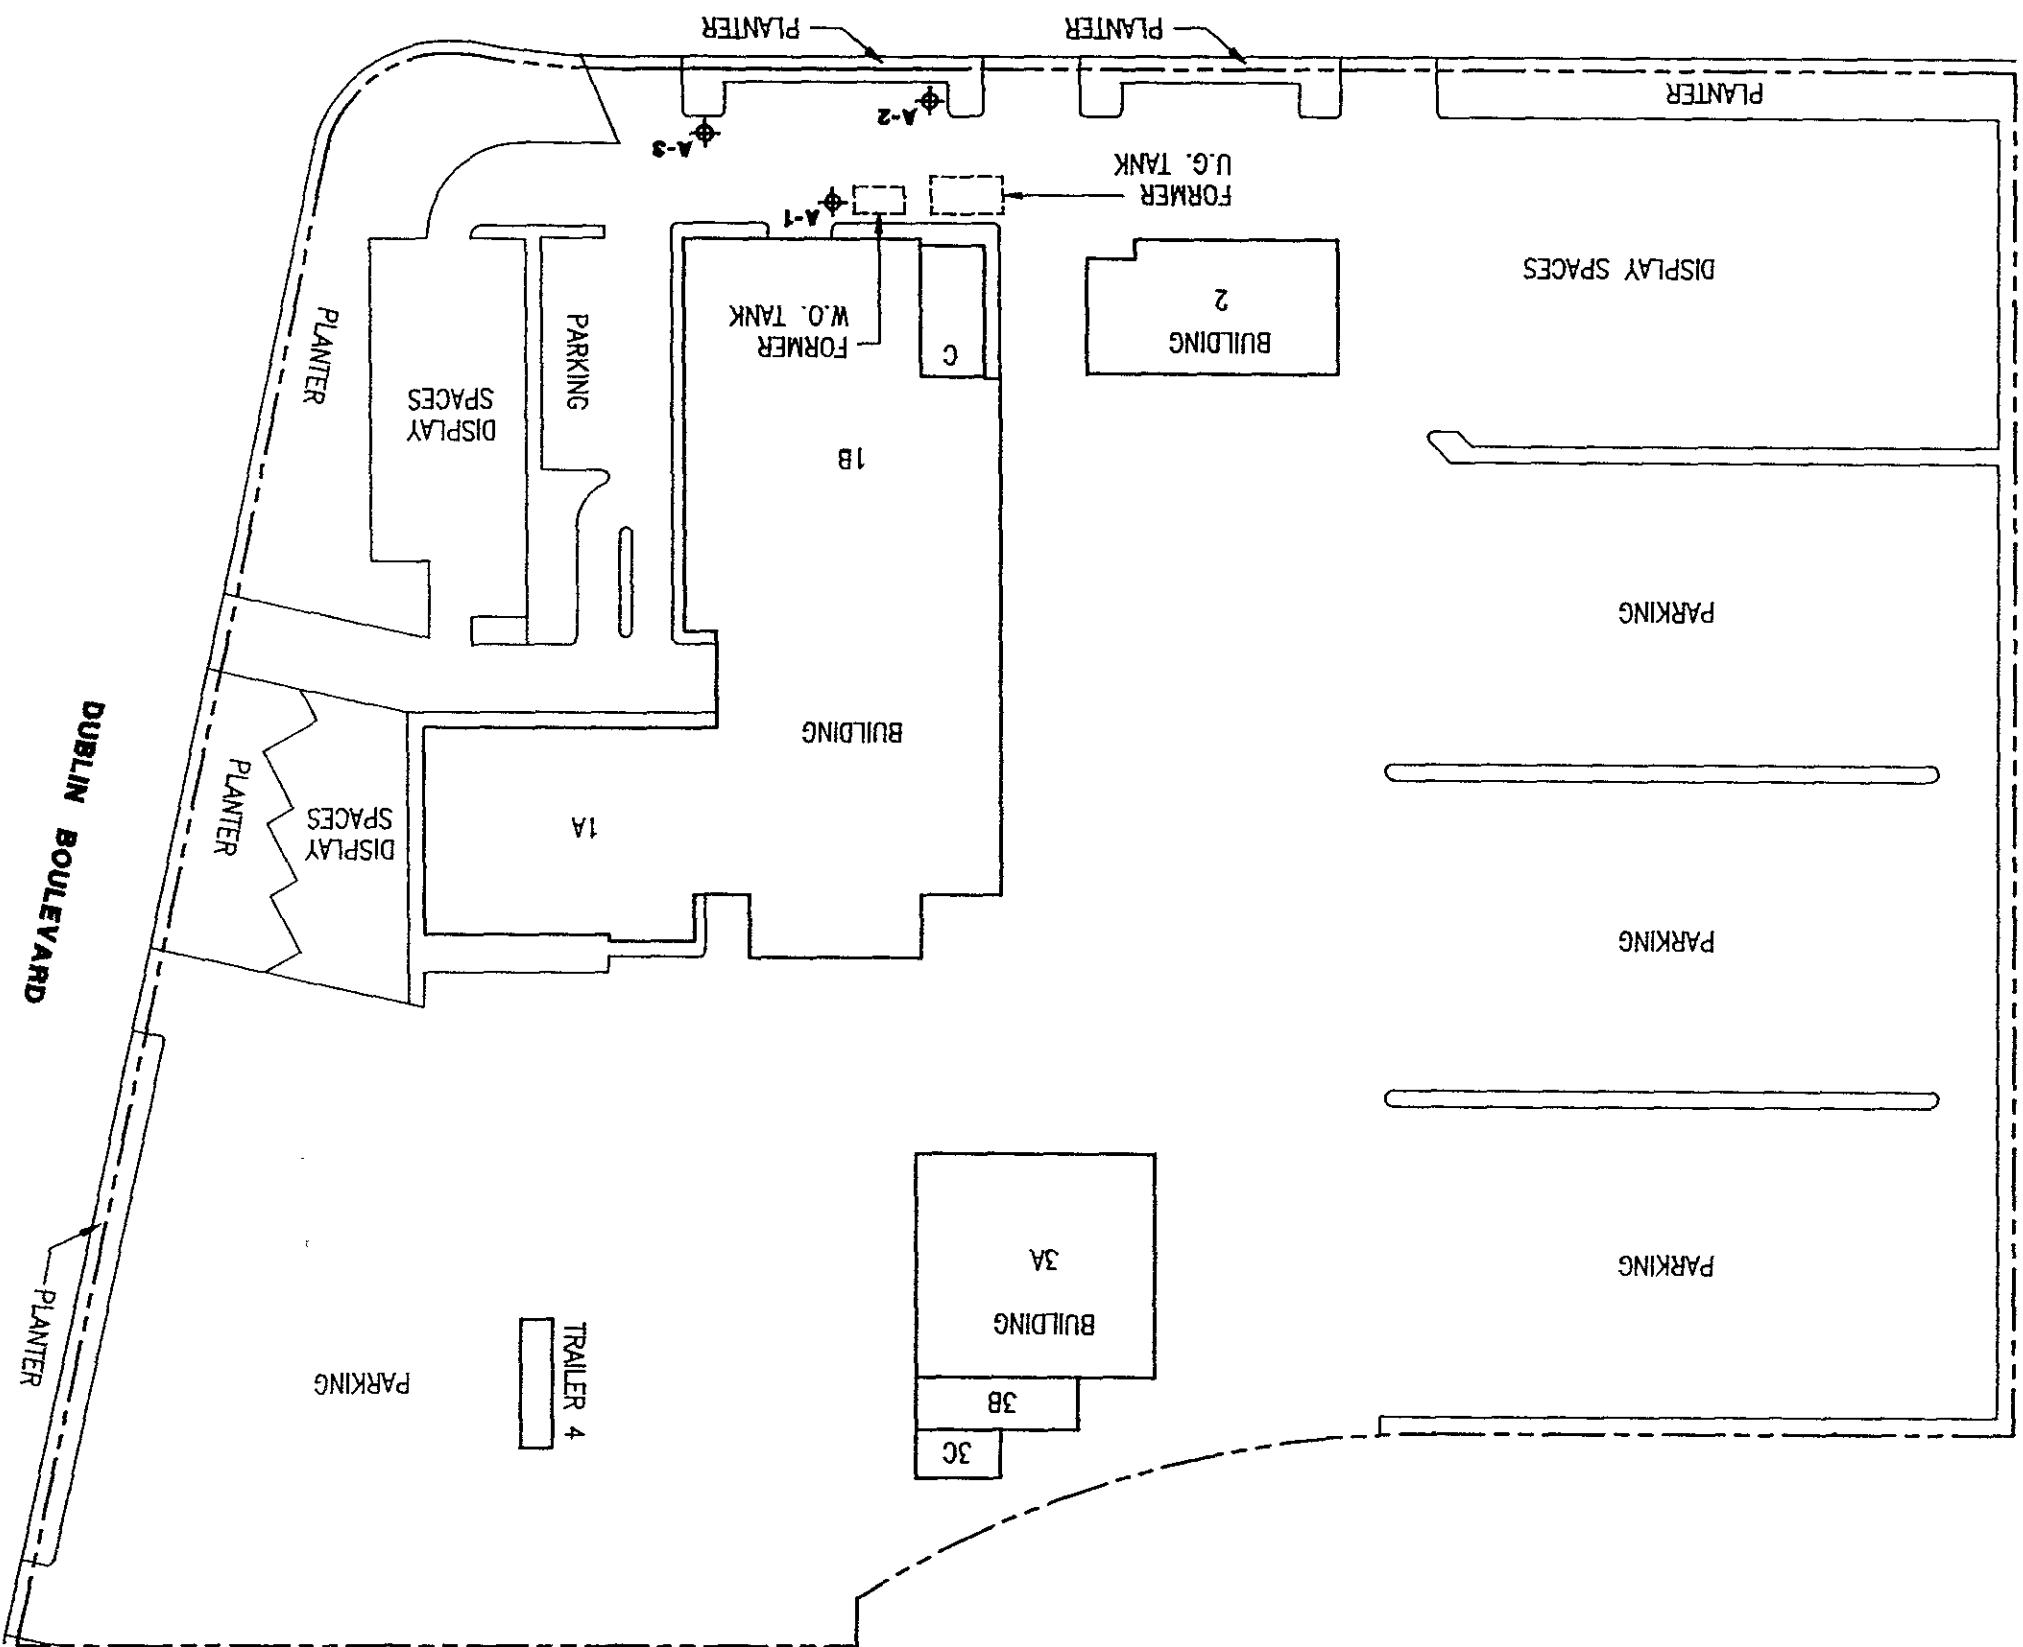 3C
3B
TRAILER 4
PARKING
PLANTER
BUILDING
3A
PARKING
PARKING
1A
DISPLAY
SPACES
PLANTER
DUBLIN BOULEVARD
BUILDING
PARKING
1B
DISPLAY
SPACES
PARKING
PLANTER
BUILDING
2
C
FORMER
W.O. TANK
DISPLAY SPACES
A-1
FORMER
U.G. TANK
A-3
A-2
PLANTER
PLANTER
PLANTER